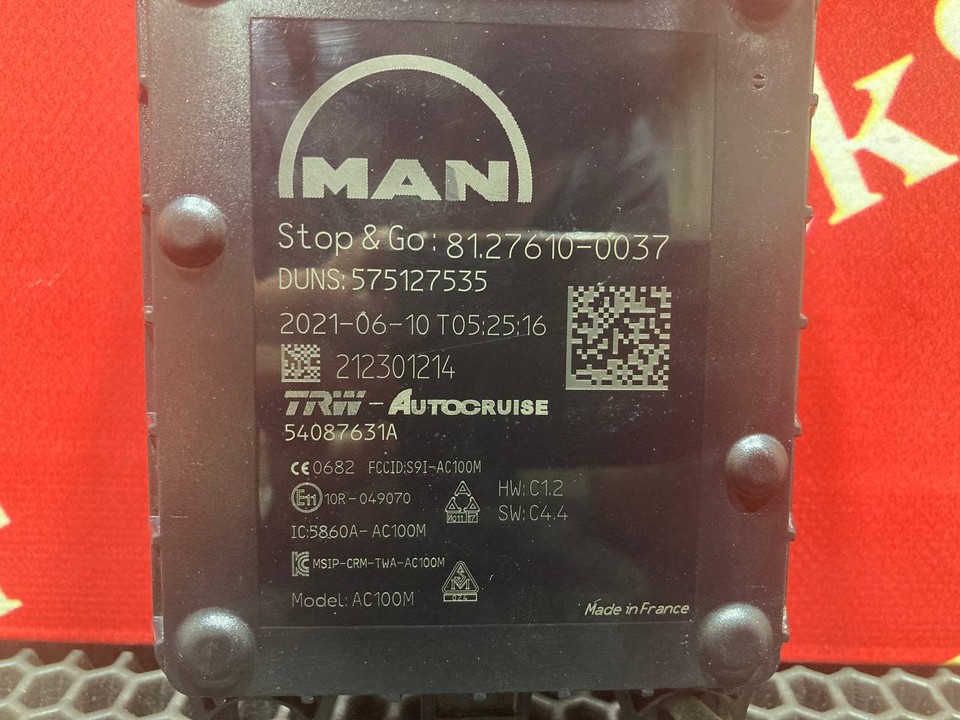 MAN
Stop & Go: 81.27610-0037
DUNS: 575127535
2021-06-10 T05:25:16
212301214
TRW - AUTOCRUISE
54087631A
CE 0682 FCCID:S9I-AC100M
E11 10R-049070
HW: C1.2
SW: C4.4
IC:5860A-AC100M
MSIP-CRM-TWA-AC100M
Model: AC100M
Made in France
k